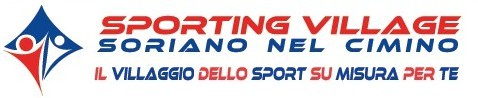 SPORTING VILLAGE
SORIANO NEL CIMINO
IL VILLAGGIO DELLO SPORT SU MISURA PER TE